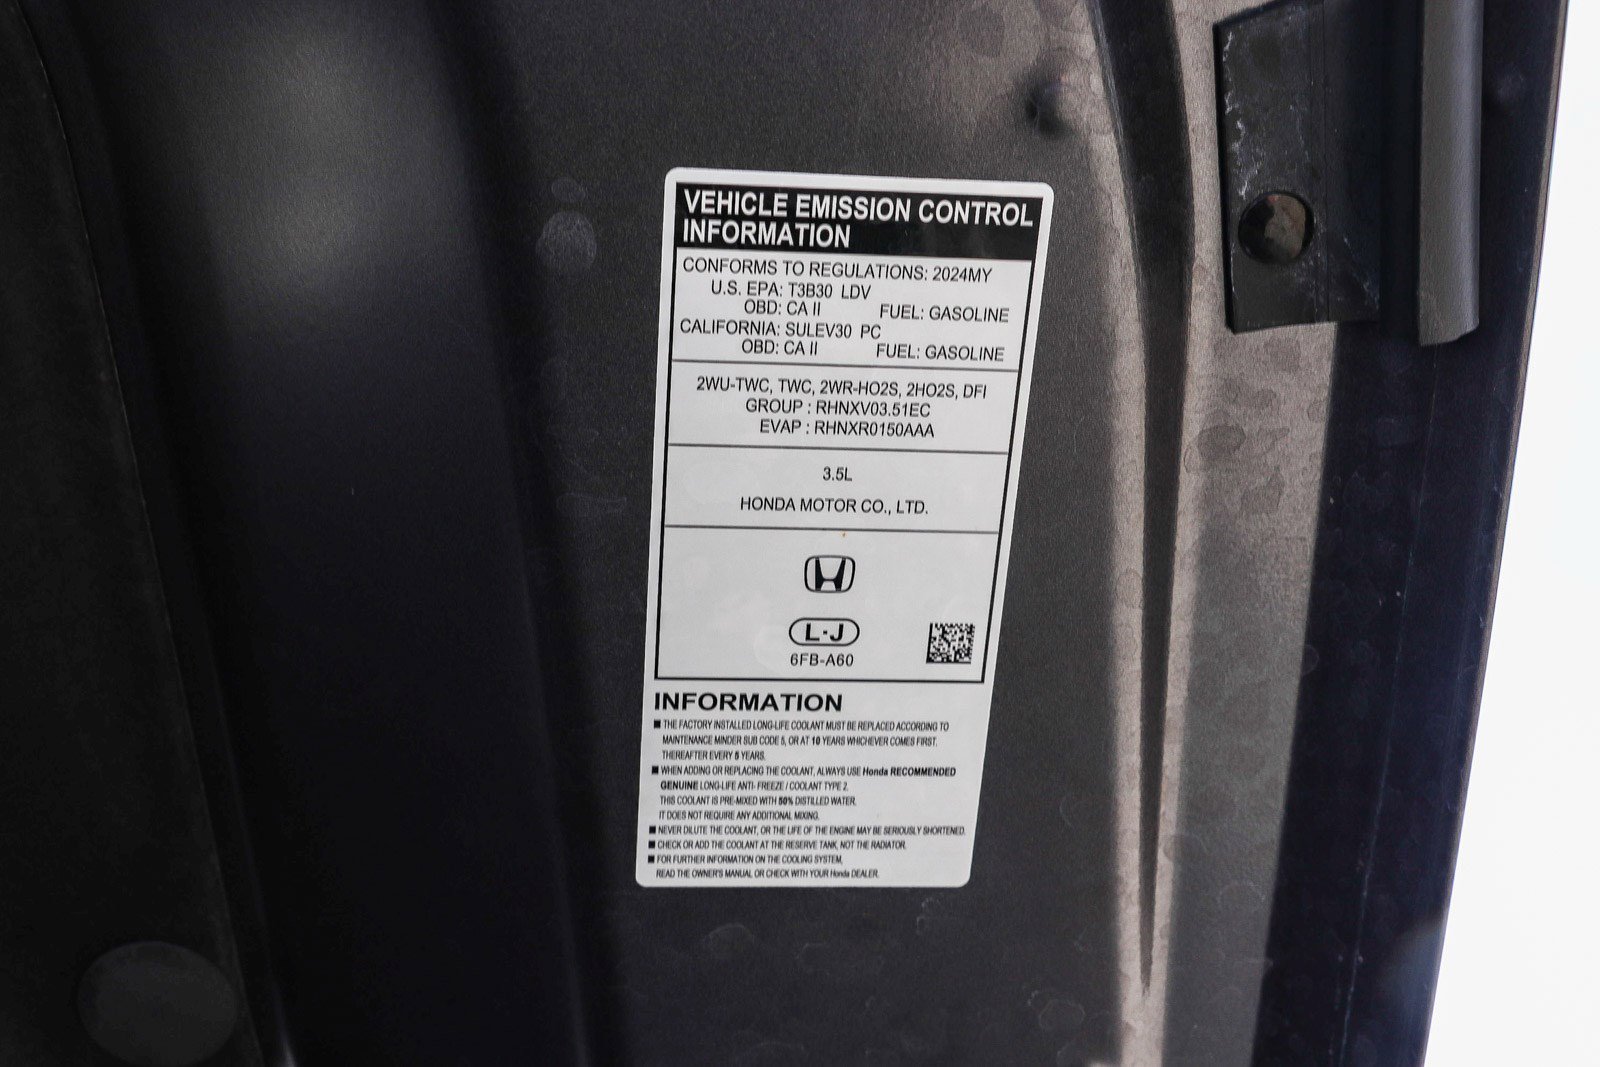 VEHICLE EMISSION CONTROL
INFORMATION
CONFORMS TO REGULATIONS: 2024MY
U.S. EPA: T3B30 LDV
OBD: CA II FUEL: GASOLINE
CALIFORNIA: SULEV30 PC
OBD: CA II FUEL: GASOLINE
2WU-TWC, TWC, 2WR-HO2S, 2HO2S, DFI
GROUP : RHNXV03.51EC
EVAP : RHNXR0150AAA
3.5L
HONDA MOTOR CO., LTD.
L·J
6FB-A60
INFORMATION
■ THE FACTORY INSTALLED LONG-LIFE COOLANT MUST BE REPLACED ACCORDING TO
MAINTENANCE MINDER SUB CODE 5, OR AT 10 YEARS WHICHEVER COMES FIRST.
THEREAFTER EVERY 5 YEARS.
■ WHEN ADDING OR REPLACING THE COOLANT, ALWAYS USE Honda RECOMMENDED
GENUINE LONG-LIFE ANTI- FREEZE / COOLANT TYPE 2.
THIS COOLANT IS PRE-MIXED WITH 50% DISTILLED WATER.
IT DOES NOT REQUIRE ANY ADDITIONAL MIXING.
■ NEVER DILUTE THE COOLANT, OR THE LIFE OF THE ENGINE MAY BE SERIOUSLY SHORTENED.
■ CHECK OR ADD THE COOLANT AT THE RESERVE TANK, NOT THE RADIATOR.
■ FOR FURTHER INFORMATION ON THE COOLING SYSTEM,
READ THE OWNER'S MANUAL OR CHECK WITH YOUR Honda DEALER.